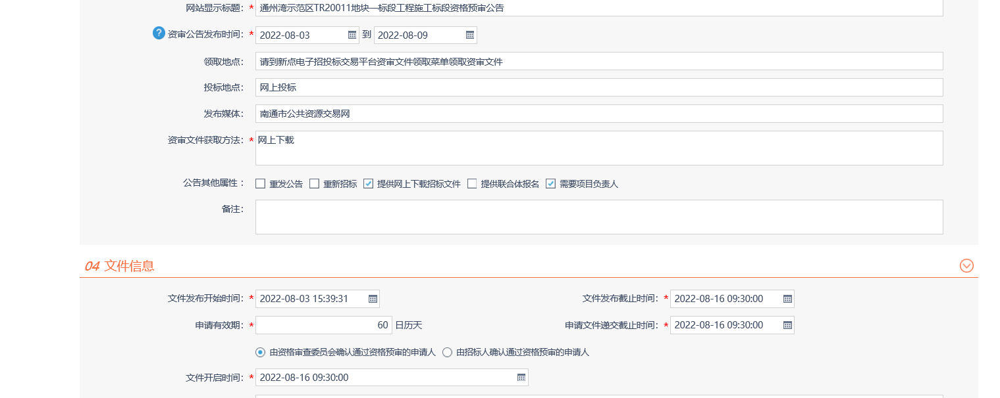 网站显示标题: * 通州湾示范区TR20011地块一标段工程施工标段资格预审公告
? 资审公告发布时间: * 2022-08-03 到 2022-08-09
领取地点: 请到新点电子招投标交易平台资审文件领取菜单领取资审文件
投标地点: 网上投标
发布媒体: 南通市公共资源交易网
资审文件获取方法: * 网上下载
公告其他属性: 重发公告 重新招标 提供网上下载招标文件 提供联合体报名 需要项目负责人
备注:
04 文件信息
文件发布开始时间: * 2022-08-03 15:39:31 文件发布截止时间: * 2022-08-16 09:30:00
申请有效期: * 60 日历天 申请文件递交截止时间: * 2022-08-16 09:30:00
由资格审查委员会确认通过资格预审的申请人 由招标人确认通过资格预审的申请人
文件开启时间: * 2022-08-16 09:30:00